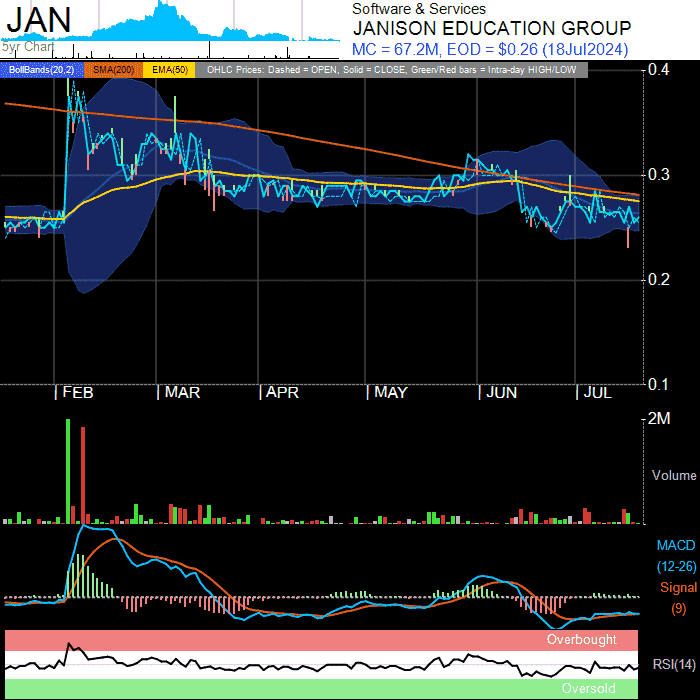 JAN
5yr Chart
Software & Services
JANISON EDUCATION GROUP
MC = 67.2M, EOD = $0.26 (18Jul2024)
BollBands(20,2) SMA(200) EMA(50) OHLC Prices: Dashed = OPEN, Solid = CLOSE, Green/Red bars = Intra-day HIGH/LOW
0.4
0.3
0.2
0.1
FEB MAR APR MAY JUN JUL
2M
Volume
MACD
(12-26)
Signal
(9)
Overbought
RSI(14)
Oversold